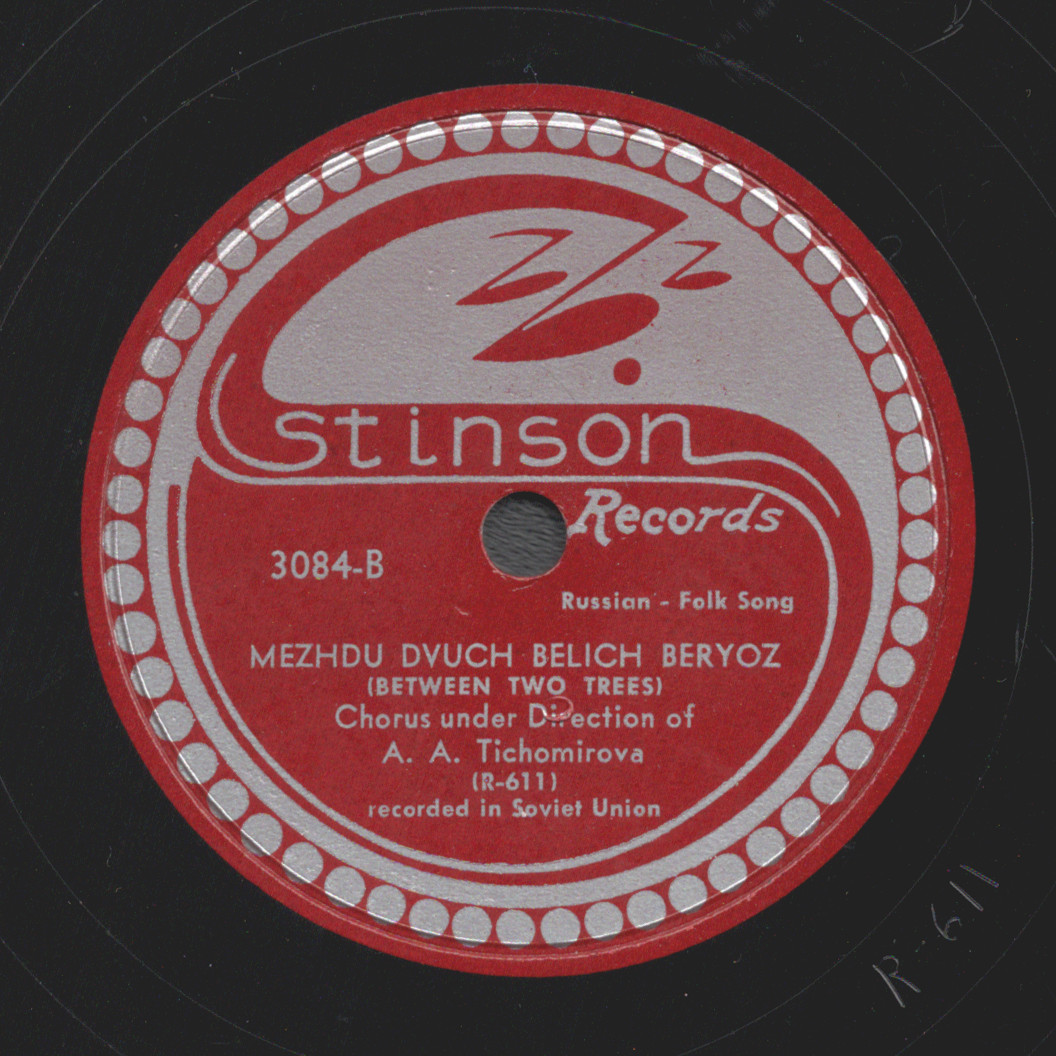 Stinson
Records
3084-B
Russian - Folk Song
MEZHDU DVUCH BELICH BERYOZ
(BETWEEN TWO TREES)
Chorus under Direction of
A. A. Tichomirova
(R-611)
recorded in Soviet Union
R-611